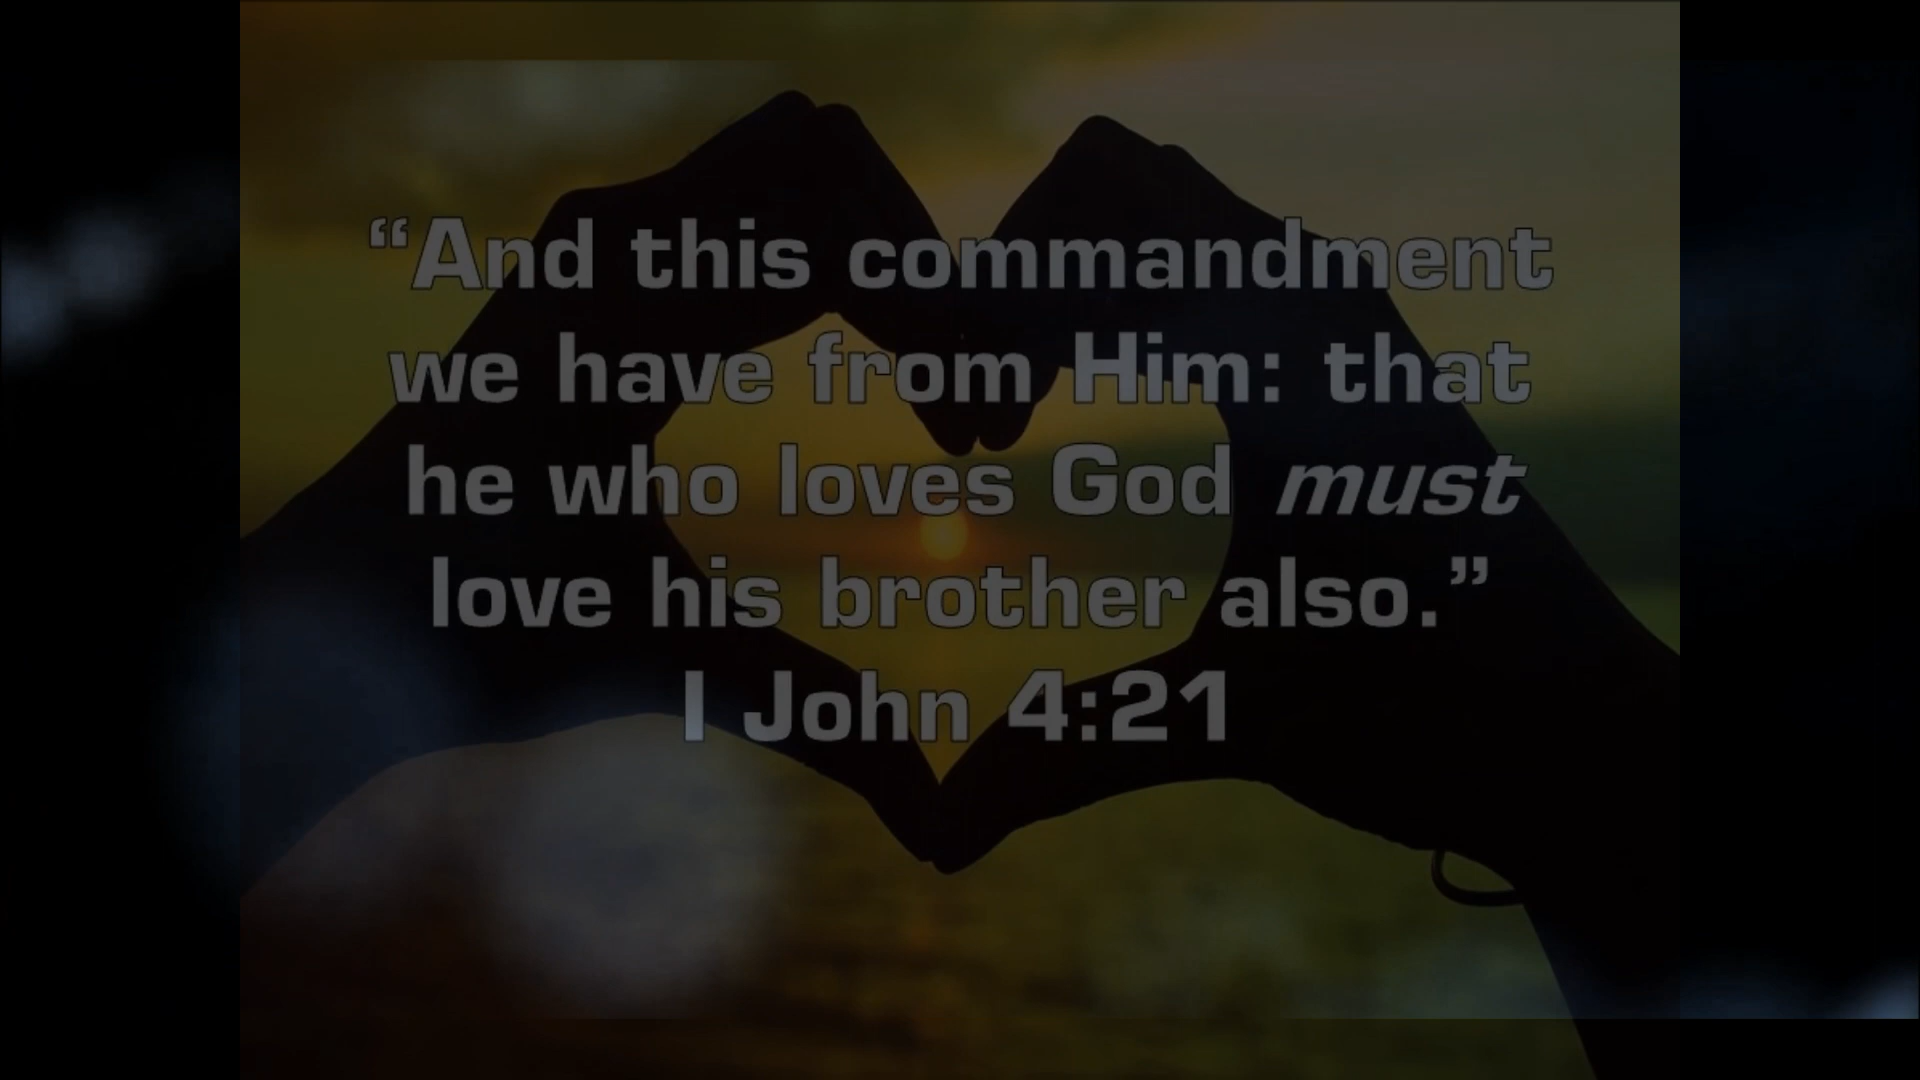 “And this commandment
we have from Him: that
he who loves God must
love his brother also.”
I John 4:21